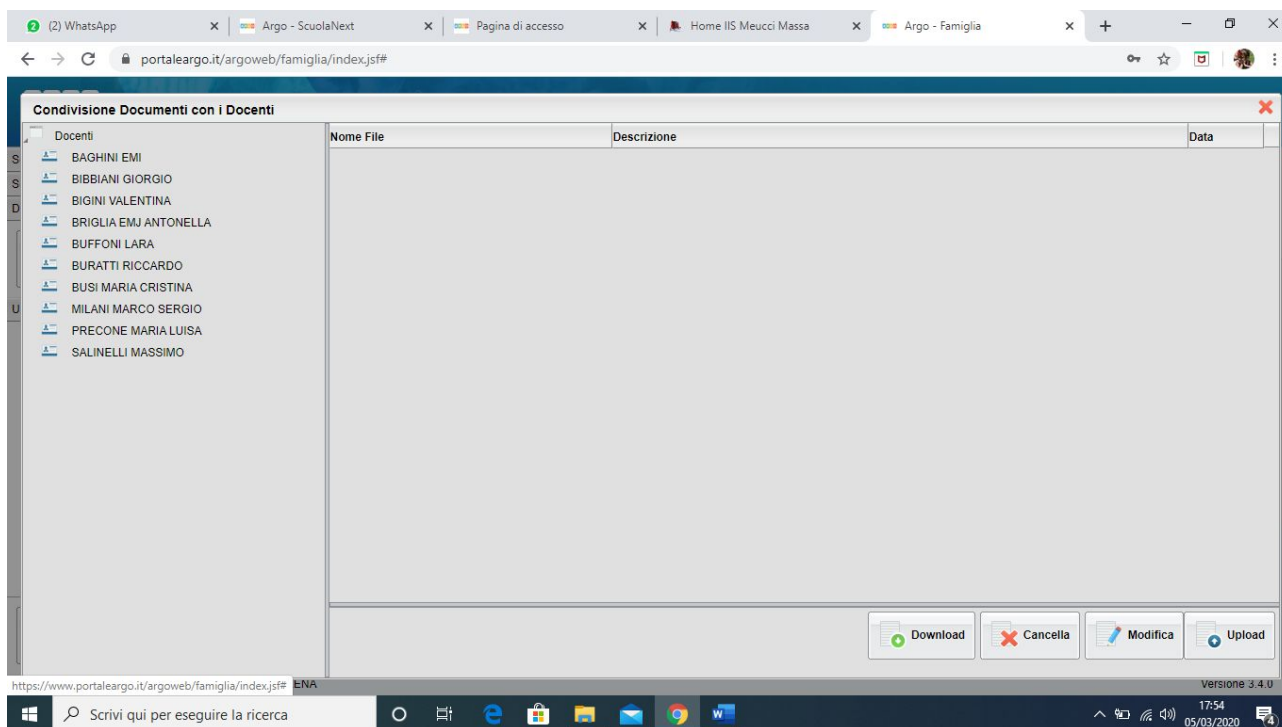 (2) WhatsApp
Argo - ScuolaNext
Pagina di accesso
Home IIS Meucci Massa
Argo - Famiglia
portaleargo.it/argoweb/famiglia/index.jsf#
Condivisione Documenti con i Docenti
Docenti
Nome File
Descrizione
Data
BAGHINI EMI
BIBBIANI GIORGIO
BIGINI VALENTINA
BRIGLIA EMJ ANTONELLA
BUFFONI LARA
BURATTI RICCARDO
BUSI MARIA CRISTINA
MILANI MARCO SERGIO
PRECONE MARIA LUISA
SALINELLI MASSIMO
S
S
D
U
Download
Cancella
Modifica
Upload
https://www.portaleargo.it/argoweb/famiglia/index.jsf#
ENA
Versione 3.4.0
Scrivi qui per eseguire la ricerca
17:54
05/03/2020